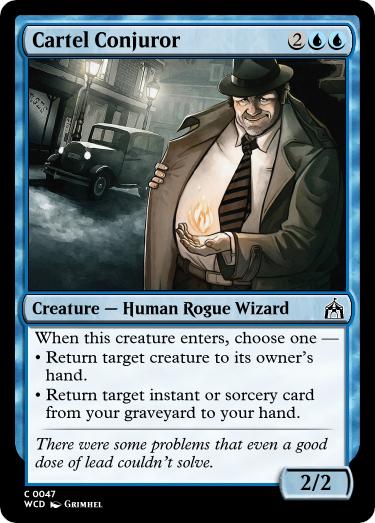 Cartel Conjuror 2
Creature — Human Rogue Wizard
When this creature enters, choose one —
• Return target creature to its owner's
hand.
• Return target instant or sorcery card
from your graveyard to your hand.
There were some problems that even a good
dose of lead couldn't solve.
2/2
C 0047
WCD Grimhel